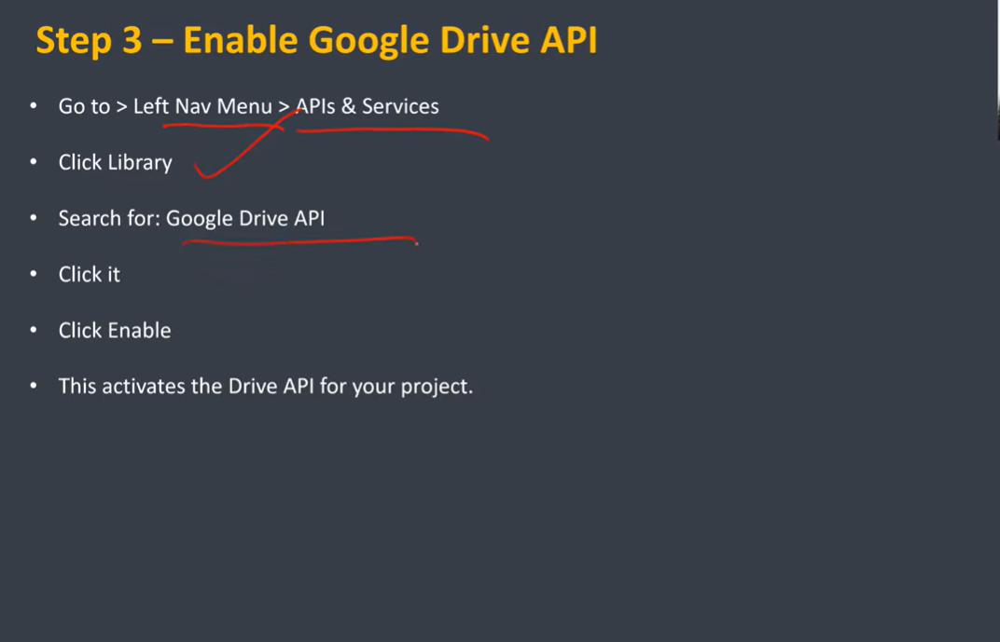 Step 3 – Enable Google Drive API
• Go to > Left Nav Menu > APIs & Services
• Click Library
• Search for: Google Drive API
• Click it
• Click Enable
• This activates the Drive API for your project.